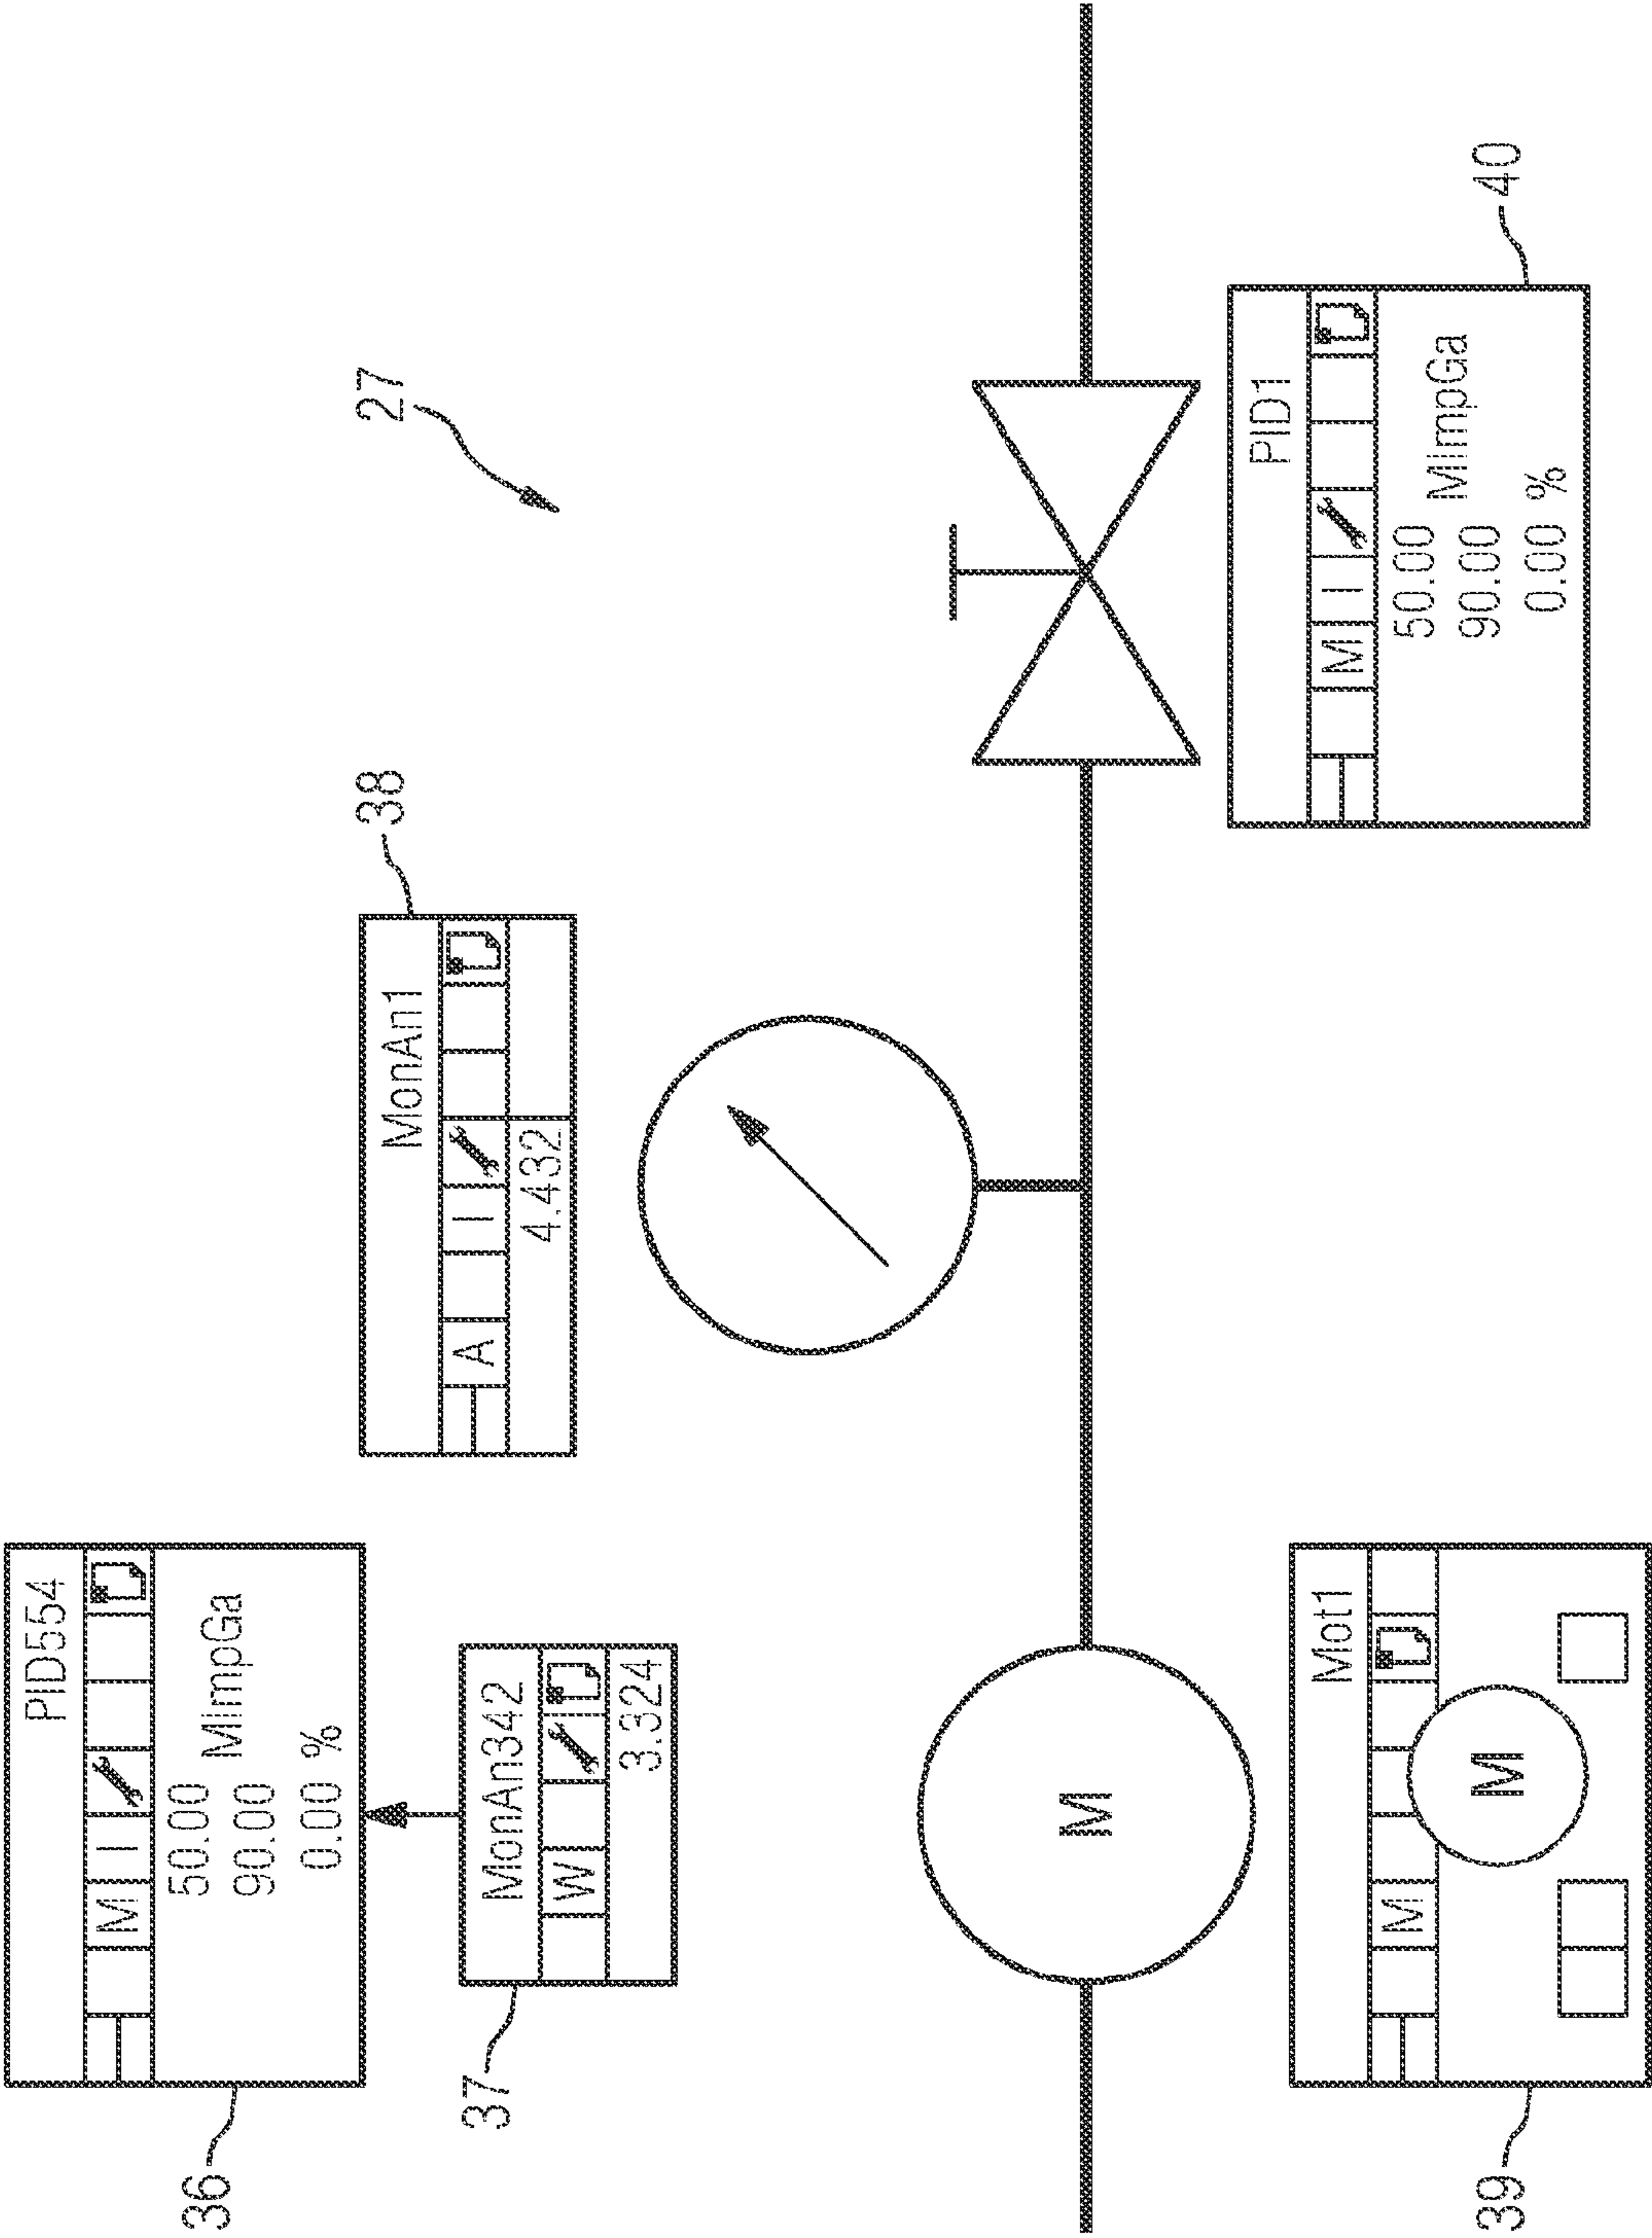 27
36
PID554
M I
50.00
MImpGa
90.00
0.00 %
37
MonAn342
W
3.324
38
MonAn1
A I
4.432
M
39
Mot1
M
M
40
PID1
M I
50.00
MImpGa
90.00
0.00 %